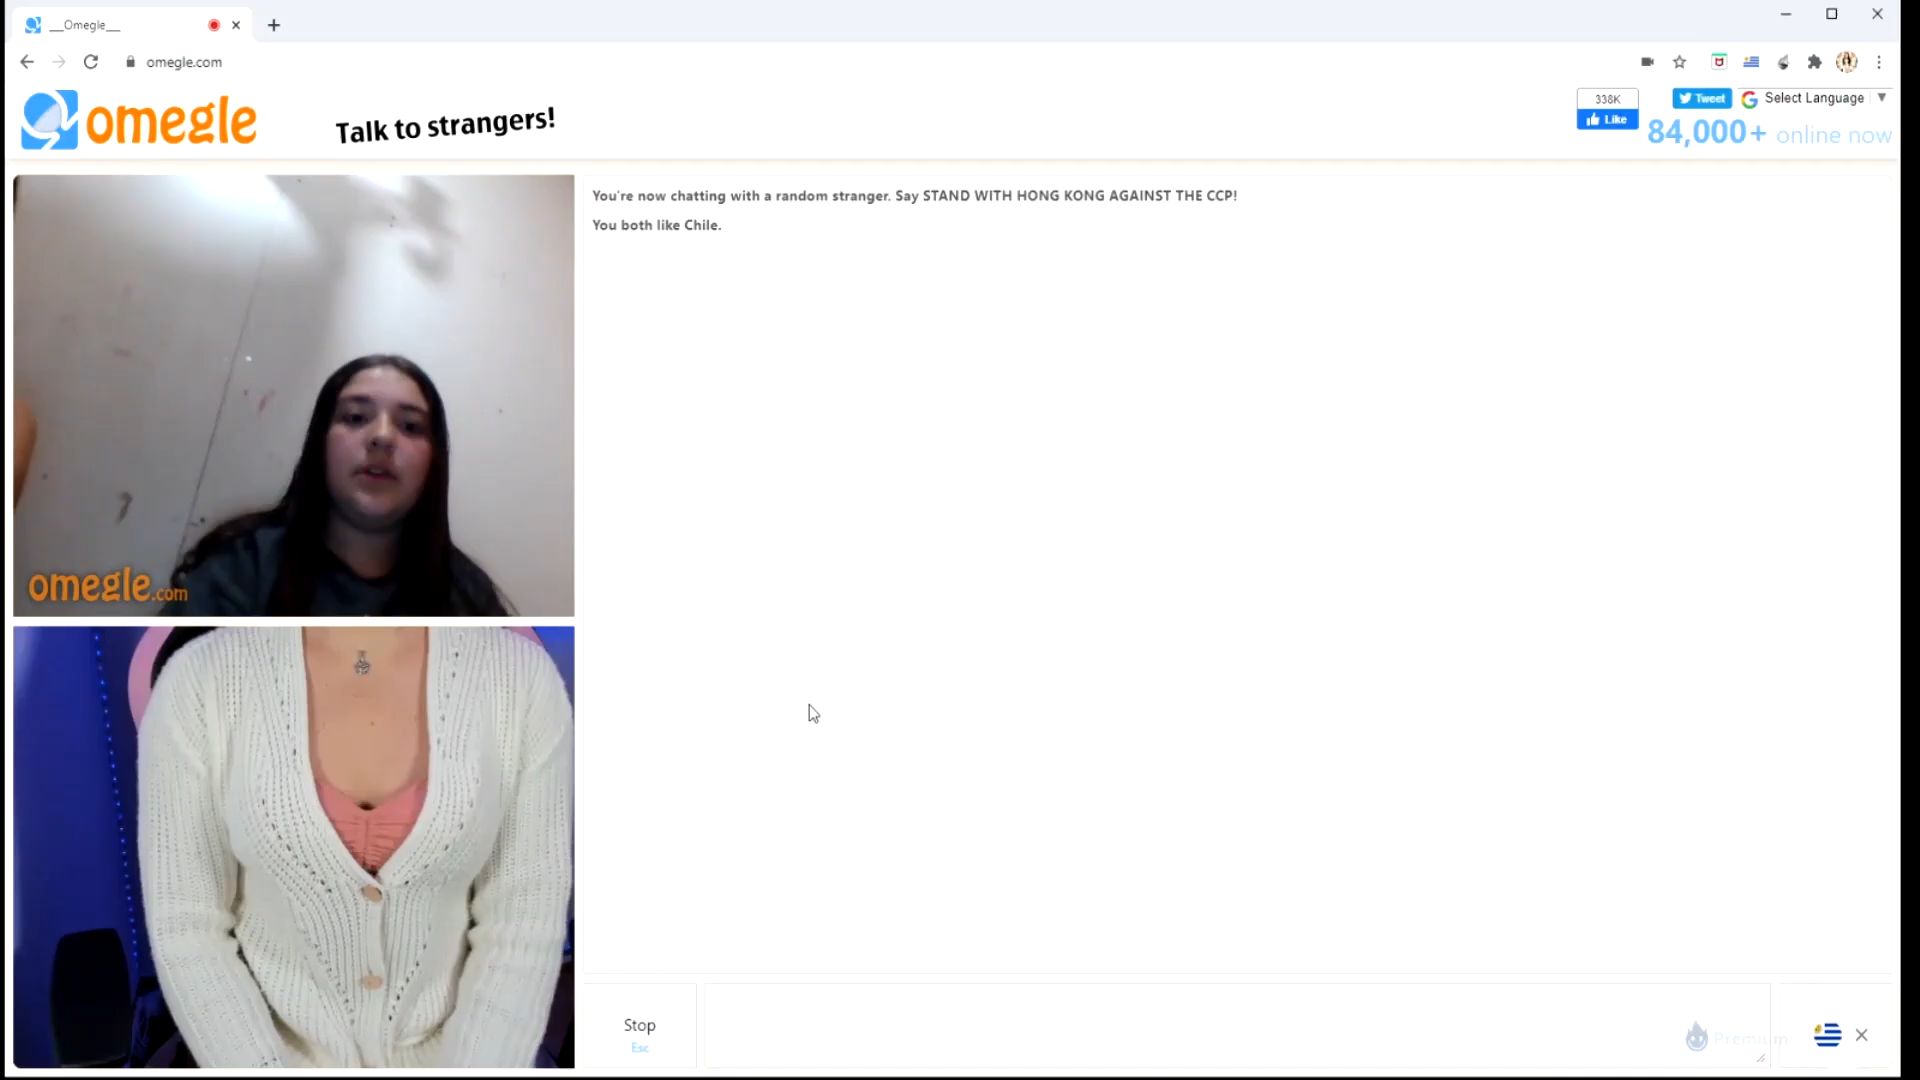 __Omegle__
omegle.com
omegle
Talk to strangers!
338K
Like
Tweet
Select Language
84,000+ online now
You're now chatting with a random stranger. Say STAND WITH HONG KONG AGAINST THE CCP!
You both like Chile.
omegle.com
Stop
Esc
Premium